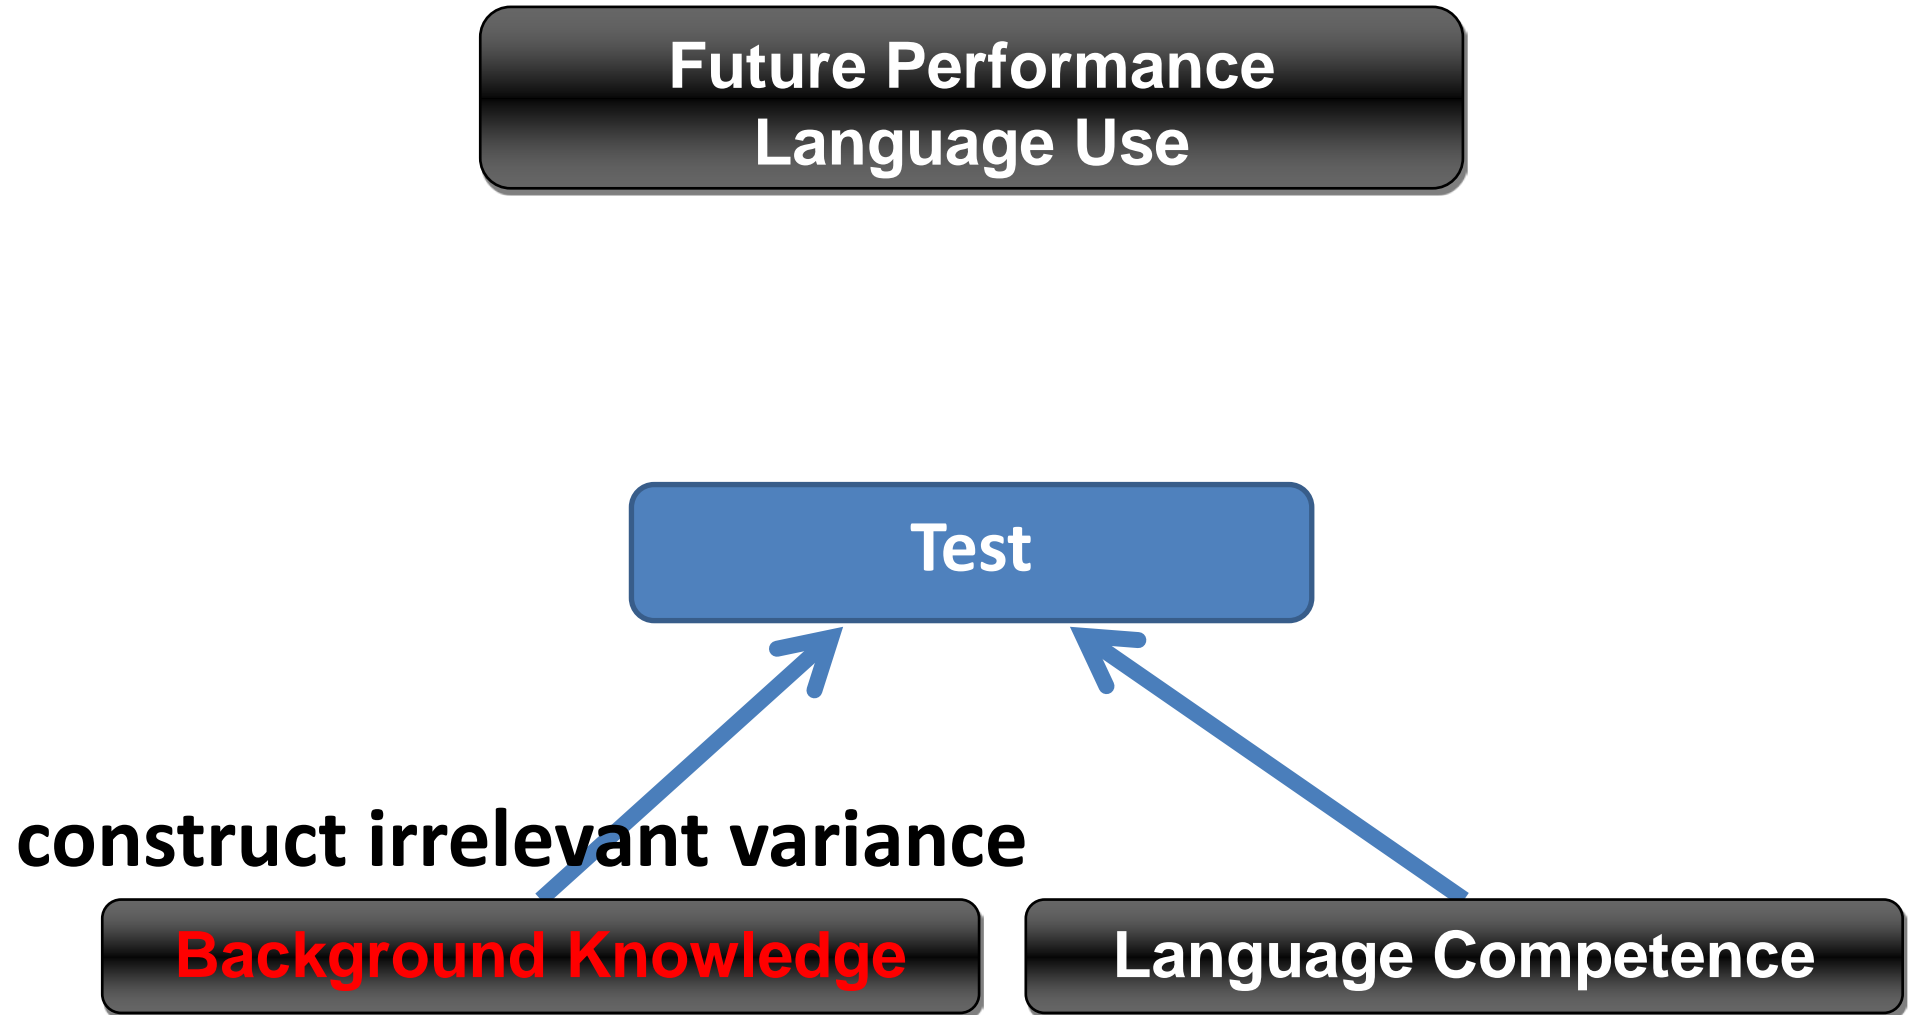 Future Performance
Language Use
Test
construct irrelevant variance
Background Knowledge
Language Competence